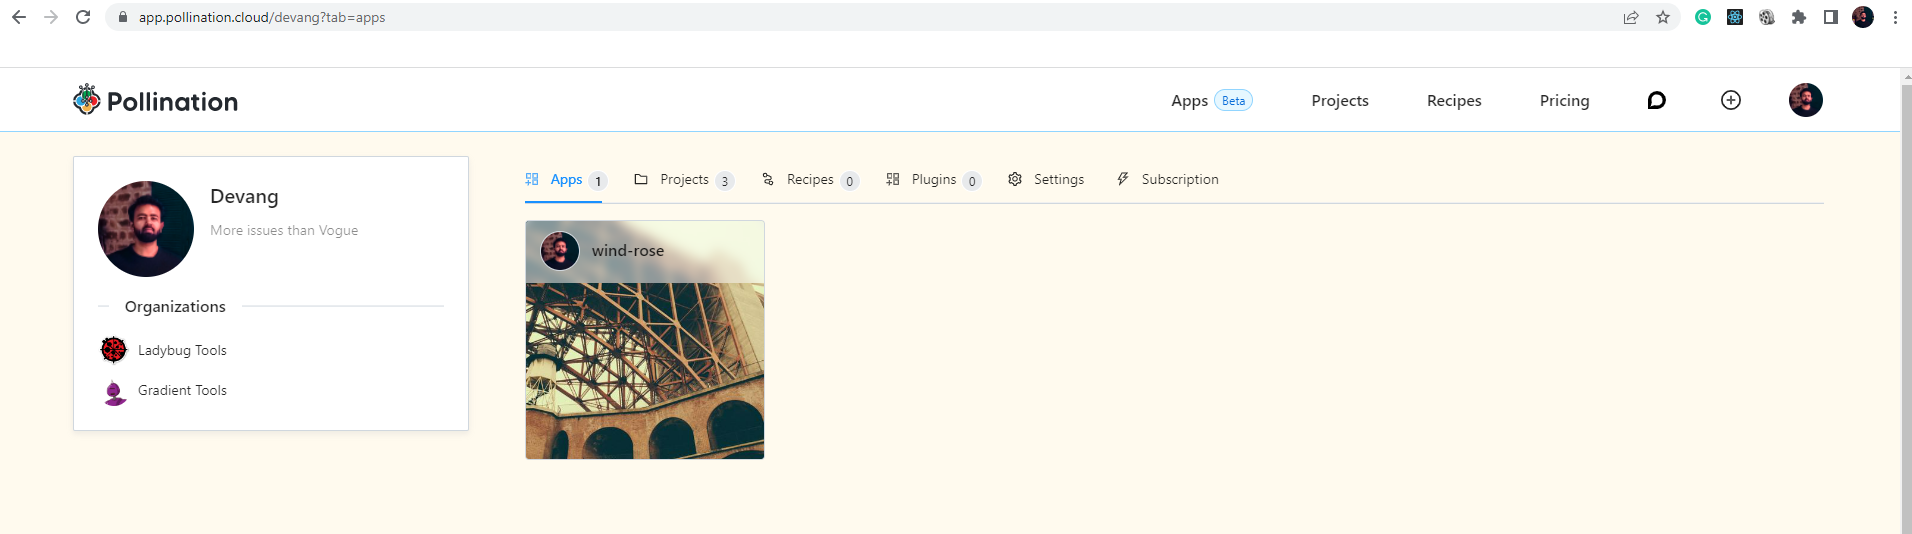 app.pollination.cloud/devang?tab=apps
Pollination
Apps Beta Projects Recipes Pricing
Devang
More issues than Vogue
Organizations
Ladybug Tools
Gradient Tools
Apps 1 Projects 3 Recipes 0 Plugins 0 Settings Subscription
wind-rose